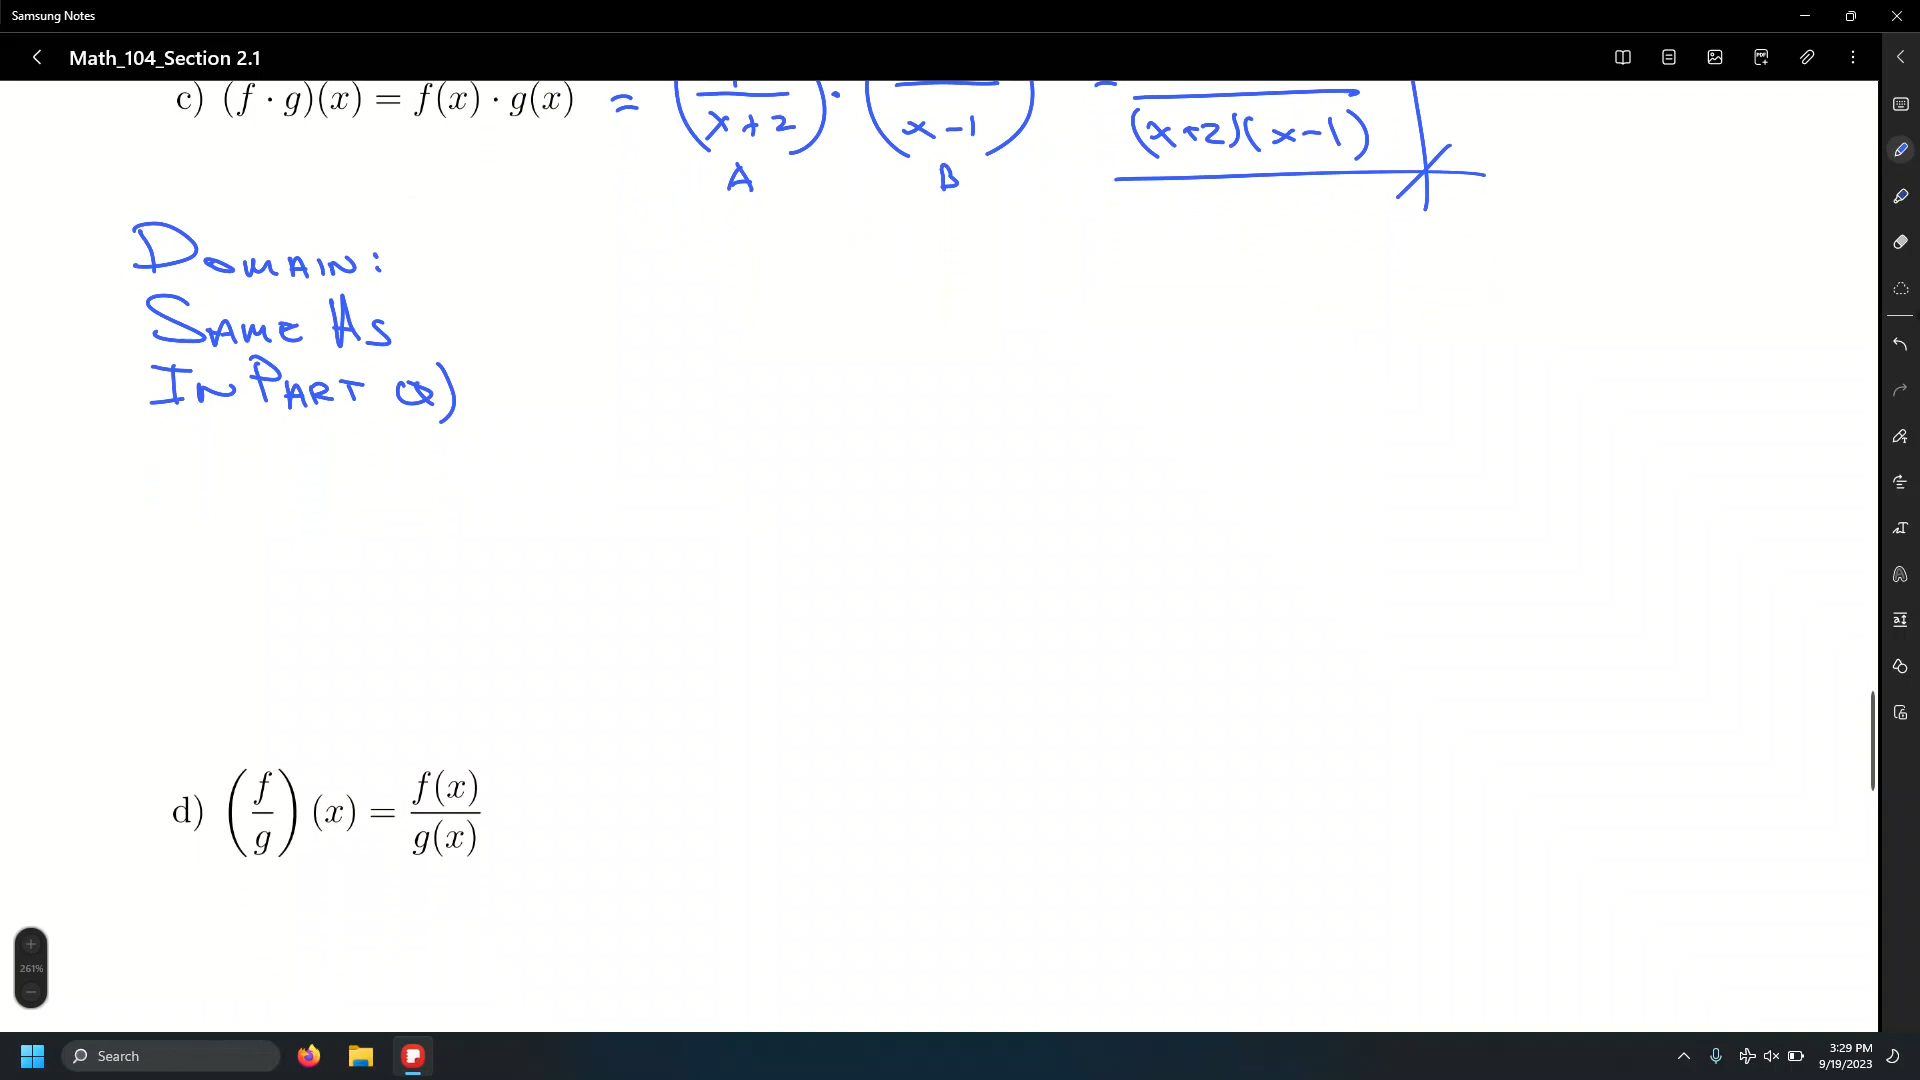 Samsung Notes
Math_104_Section 2.1
c) (f · g)(x) = f(x) · g(x) = (/x+2) · (/x-1) = /(x+2)(x-1)
A B
DOMAIN:
SAME AS
IN PART a)
d) (f/g)(x) = f(x)/g(x)
261%
Search
3:29 PM
9/19/2023